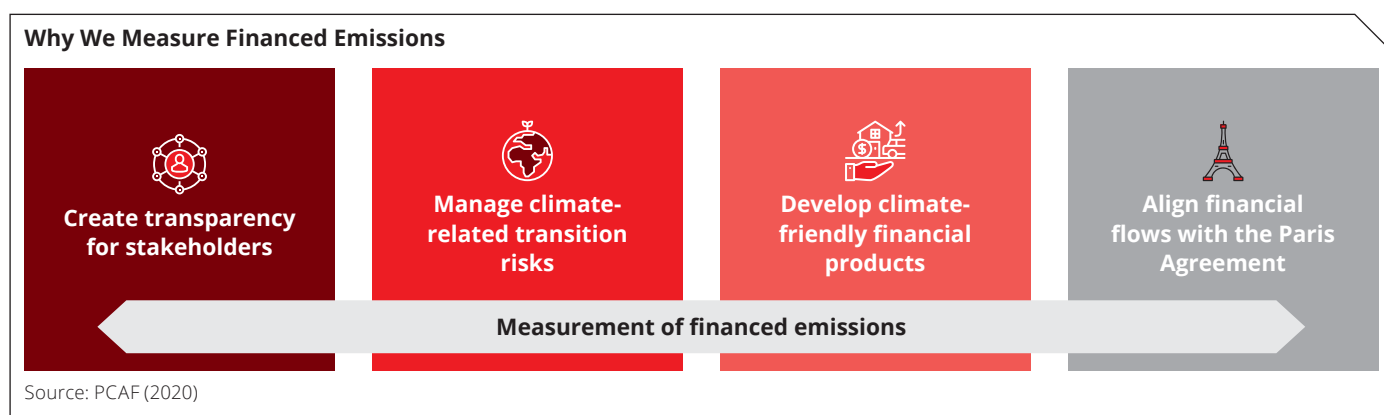 Why We Measure Financed Emissions
Create transparency
for stakeholders
Manage climate-
related transition
risks
Develop climate-
friendly financial
products
Align financial
flows with the Paris
Agreement
Measurement of financed emissions
Source: PCAF (2020)